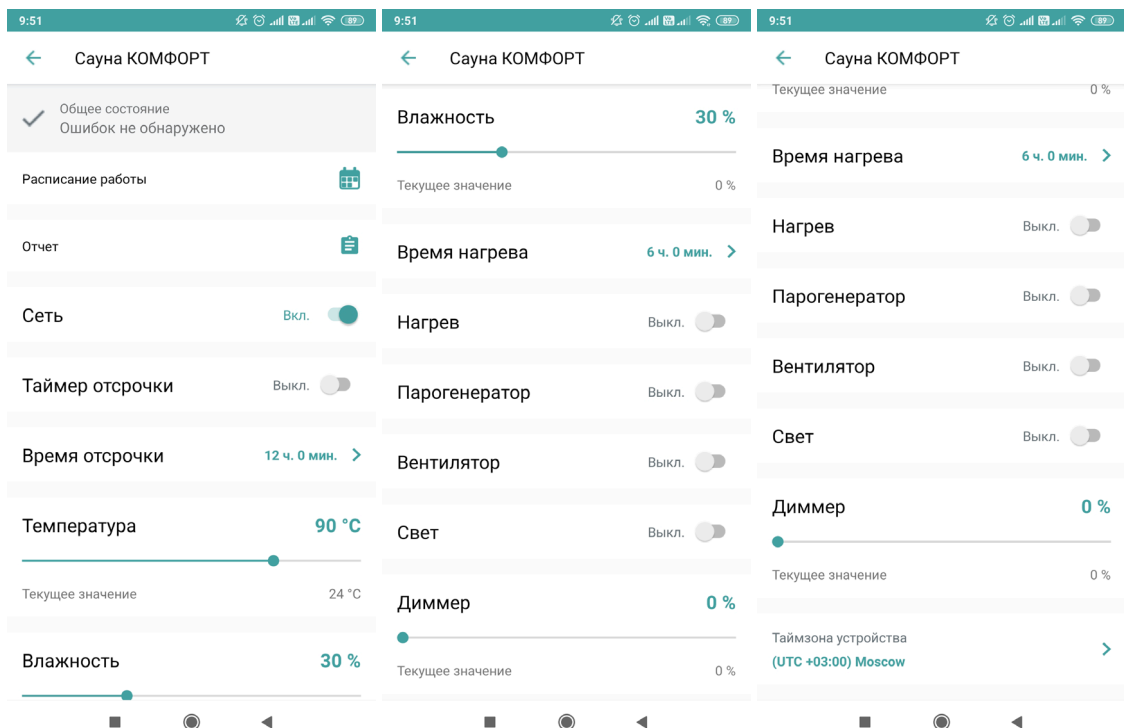 9:51
89
Сауна КОМФОРТ
Общее состояние
Ошибок не обнаружено
Расписание работы
Отчет
Сеть Вкл.
Таймер отсрочки Выкл.
Время отсрочки 12 ч. 0 мин.
Температура 90 °C
Текущее значение 24 °C
Влажность 30 %
9:51
89
Сауна КОМФОРТ
Влажность 30 %
Текущее значение 0 %
Время нагрева 6 ч. 0 мин.
Нагрев Выкл.
Парогенератор Выкл.
Вентилятор Выкл.
Свет Выкл.
Диммер 0 %
Текущее значение 0 %
9:51
89
Сауна КОМФОРТ
Текущее значение 0 %
Время нагрева 6 ч. 0 мин.
Нагрев Выкл.
Парогенератор Выкл.
Вентилятор Выкл.
Свет Выкл.
Диммер 0 %
Текущее значение 0 %
Таймзона устройства
(UTC +03:00) Moscow